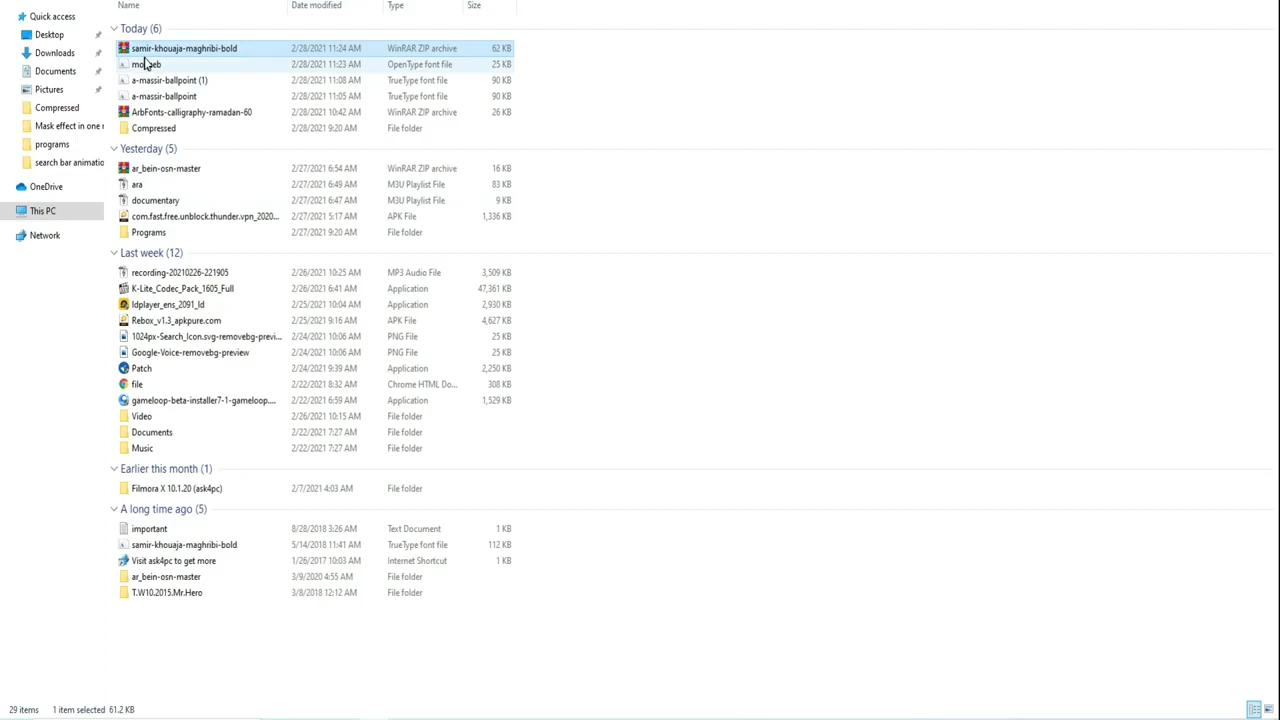 Name Date modified Type Size
Quick access
Desktop
Downloads
Documents
Pictures
Compressed
Mask effect in one r
programs
search bar animatio
OneDrive
This PC
Network
Today (6)
samir-khouaja-maghribi-bold 2/28/2021 11:24 AM WinRAR ZIP archive 62 KB
2/28/2021 11:23 AM OpenType font file 25 KB
a-massir-ballpoint (1) 2/28/2021 11:08 AM TrueType font file 90 KB
a-massir-ballpoint 2/28/2021 11:05 AM TrueType font file 90 KB
ArbFonts-calligraphy-ramadan-60 2/28/2021 10:42 AM WinRAR ZIP archive 26 KB
Compressed 2/28/2021 9:20 AM File folder
Yesterday (5)
ar_bein-osn-master 2/27/2021 6:54 AM WinRAR ZIP archive 16 KB
ara 2/27/2021 6:49 AM M3U Playlist File 83 KB
documentary 2/27/2021 6:47 AM M3U Playlist File 9 KB
com.fast.free.unblock.thunder.vpn_2020... 2/27/2021 5:17 AM APK File 1,336 KB
Programs 2/27/2021 9:20 AM File folder
Last week (12)
recording-20210226-221905 2/26/2021 10:25 AM MP3 Audio File 3,509 KB
K-Lite_Codec_Pack_1605_Full 2/26/2021 6:41 AM Application 47,361 KB
ldplayer_ens_2091_ld 2/25/2021 10:04 AM Application 2,930 KB
Rebox_v1.3_apkpure.com 2/25/2021 9:16 AM APK File 4,627 KB
1024px-Search_Icon.svg-removebg-previ... 2/24/2021 10:06 AM PNG File 25 KB
Google-Voice-removebg-preview 2/24/2021 10:06 AM PNG File 25 KB
Patch 2/24/2021 9:39 AM Application 2,250 KB
file 2/22/2021 8:32 AM Chrome HTML Do... 308 KB
gameloop-beta-installer7-1-gameloop.... 2/22/2021 6:59 AM Application 1,529 KB
Video 2/26/2021 10:15 AM File folder
Documents 2/22/2021 7:27 AM File folder
Music 2/22/2021 7:27 AM File folder
Earlier this month (1)
Filmora X 10.1.20 (ask4pc) 2/7/2021 4:03 AM File folder
A long time ago (5)
important 8/28/2018 3:26 AM Text Document 1 KB
samir-khouaja-maghribi-bold 5/14/2018 11:41 AM TrueType font file 112 KB
Visit ask4pc to get more 1/26/2017 10:03 AM Internet Shortcut 1 KB
ar_bein-osn-master 3/9/2020 4:55 AM File folder
T.W10.2015.Mr.Hero 3/8/2018 12:12 AM File folder
29 items 1 item selected 61.2 KB